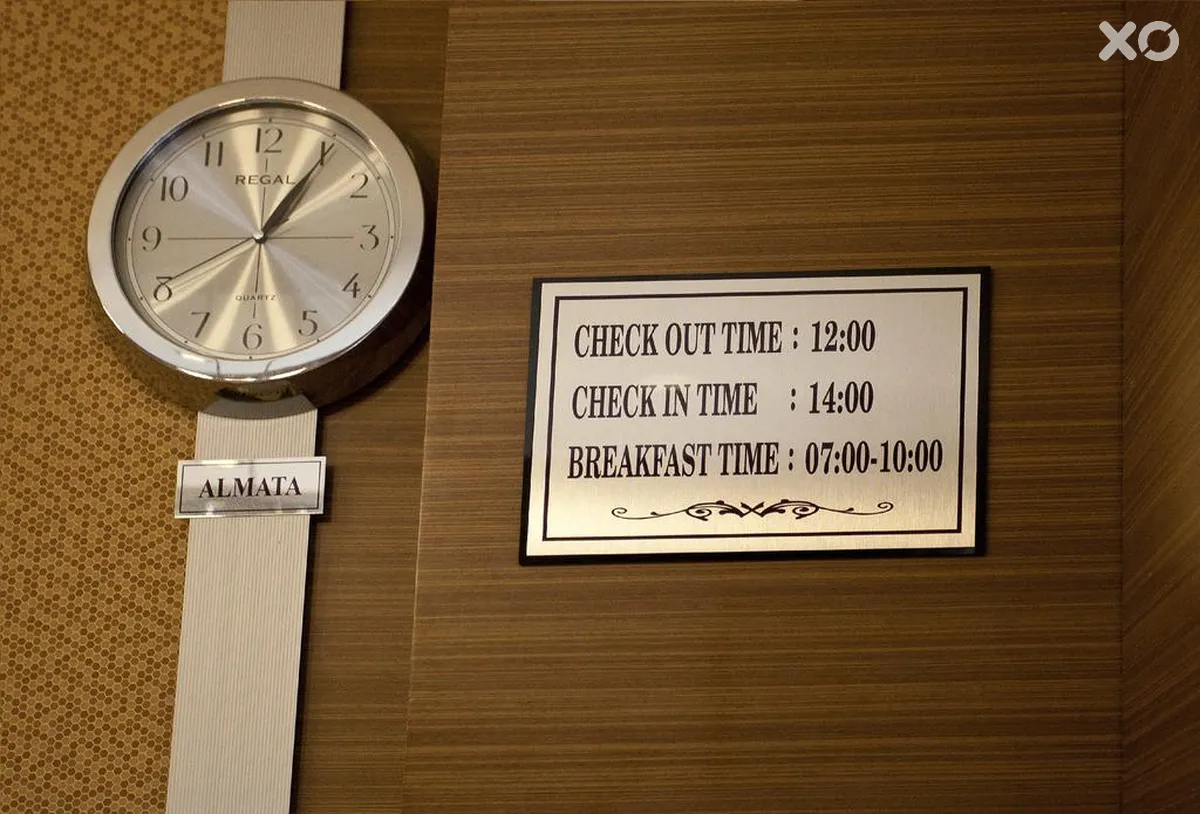 12
11
10
2
9
3
8
4
7
5
6
REGAL
QUARTZ
ALMATA
CHECK OUT TIME : 12:00
CHECK IN TIME : 14:00
BREAKFAST TIME : 07:00-10:00
XO